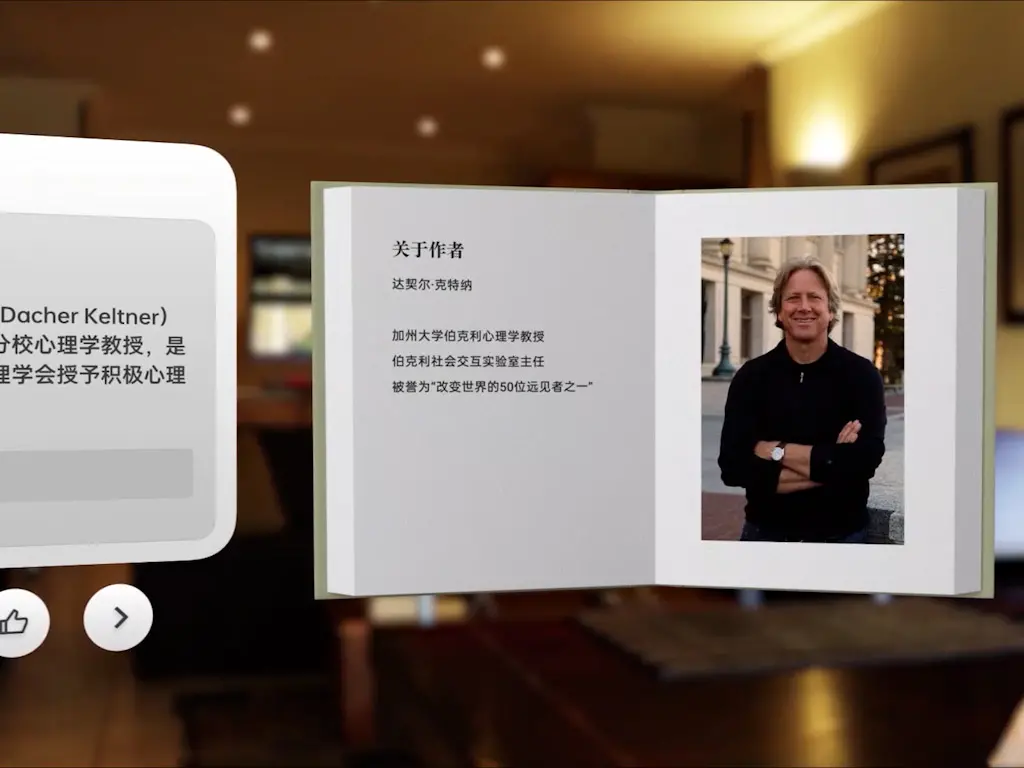 Dacher Keltner)
分校心理学教授，是
理学会授予积极心理
关于作者
达契尔·克特纳
加州大学伯克利心理学教授
伯克利社会交互实验室主任
被誉为“改变世界的50位远见者之一”